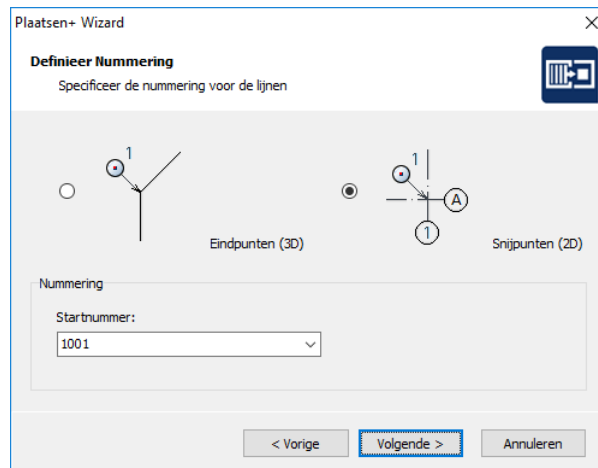 Plaatsen+ Wizard
Definieer Nummering
Specificeer de nummering voor de lijnen
1
Eindpunten (3D)
1
A
1
Snijpunten (2D)
Nummering
Startnummer:
1001
< Vorige
Volgende >
Annuleren